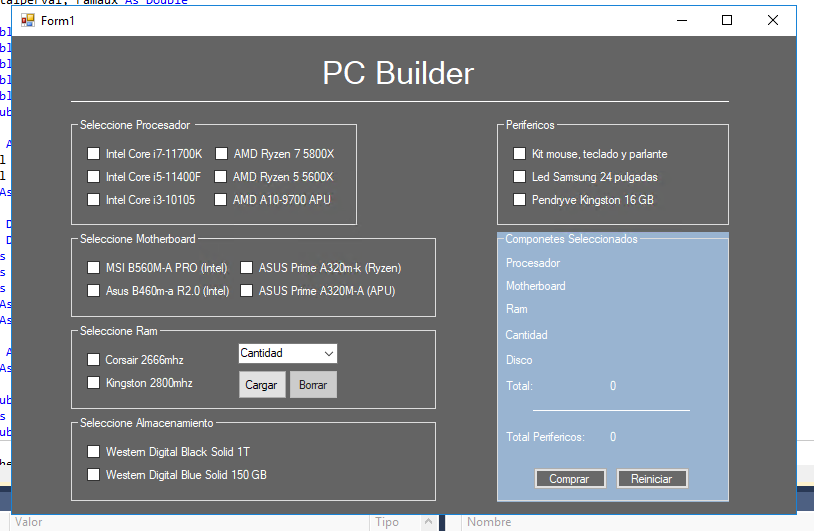 talperval, ramaux As Double
Form1
PC Builder
Seleccione Procesador
Intel Core i7-11700K AMD Ryzen 7 5800X
Intel Core i5-11400F AMD Ryzen 5 5600X
Intel Core i3-10105 AMD A10-9700 APU
Perifericos
Kit mouse, teclado y parlante
Led Samsung 24 pulgadas
Pendryve Kingston 16 GB
Seleccione Motherboard
MSI B560M-A PRO (Intel) ASUS Prime A320m-k (Ryzen)
Asus B460m-a R2.0 (Intel) ASUS Prime A320M-A (APU)
Componetes Seleccionados
Procesador
Motherboard
Ram
Cantidad
Disco
Total: 0
Total Perifericos: 0
Comprar Reiniciar
Seleccione Ram
Corsair 2666mhz Cantidad
Kingston 2800mhz Cargar Borrar
Seleccione Almacenamiento
Western Digital Black Solid 1T
Western Digital Blue Solid 150 GB
Valor Tipo Nombre